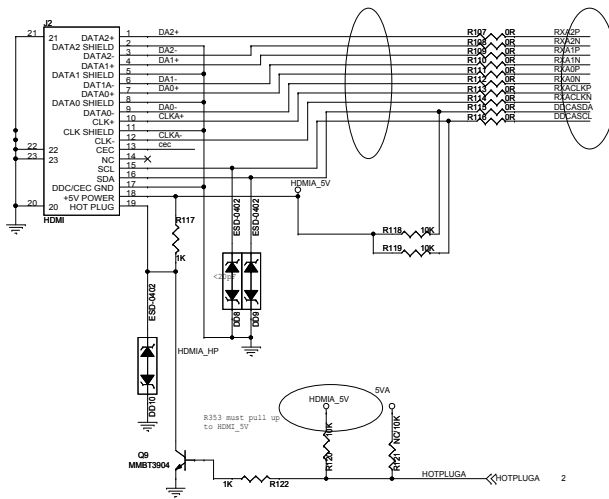 J2
21 21 DATA2+ 1 DA2+ R107 0R RXA2P
DATA2 SHIELD 2 R108 0R RXA2N
DATA2- 3 DA2- R109 0R RXA1P
DATA1+ 4 DA1+ R110 0R RXA1N
DATA1 SHIELD 5 R111 0R RXA0P
DAT1A- 6 DA1- R112 0R RXA0N
DATA0+ 7 DA0+ R113 0R RXACLKP
DATA0 SHIELD 8 R114 0R RXACLKN
DATA0- 9 DA0- R115 0R DDCASDA
CLK+ 10 CLKA+ R116 0R DDCASCL
CLK SHIELD 11
CLK- 12 CLKA-
22 22 CEC 13 cec
23 23 NC 14
SCL 15
SDA 16
DDC/CEC GND 17
+5V POWER 18
20 20 HOT PLUG 19
HDMI
HDMIA_5V
R117
1K
ESD-0402
ESD-0402
R118 10K
R119 10K
<20pF
DD8
DD9
ESD-0402
DD10
HDMIA_HP
R353 must pull up
to HDMI_5V
HDMIA_5V
5VA
R120 10K
R121 NC/10K
Q9
MMBT3904
1K R122
HOTPLUGA
HOTPLUGA 2